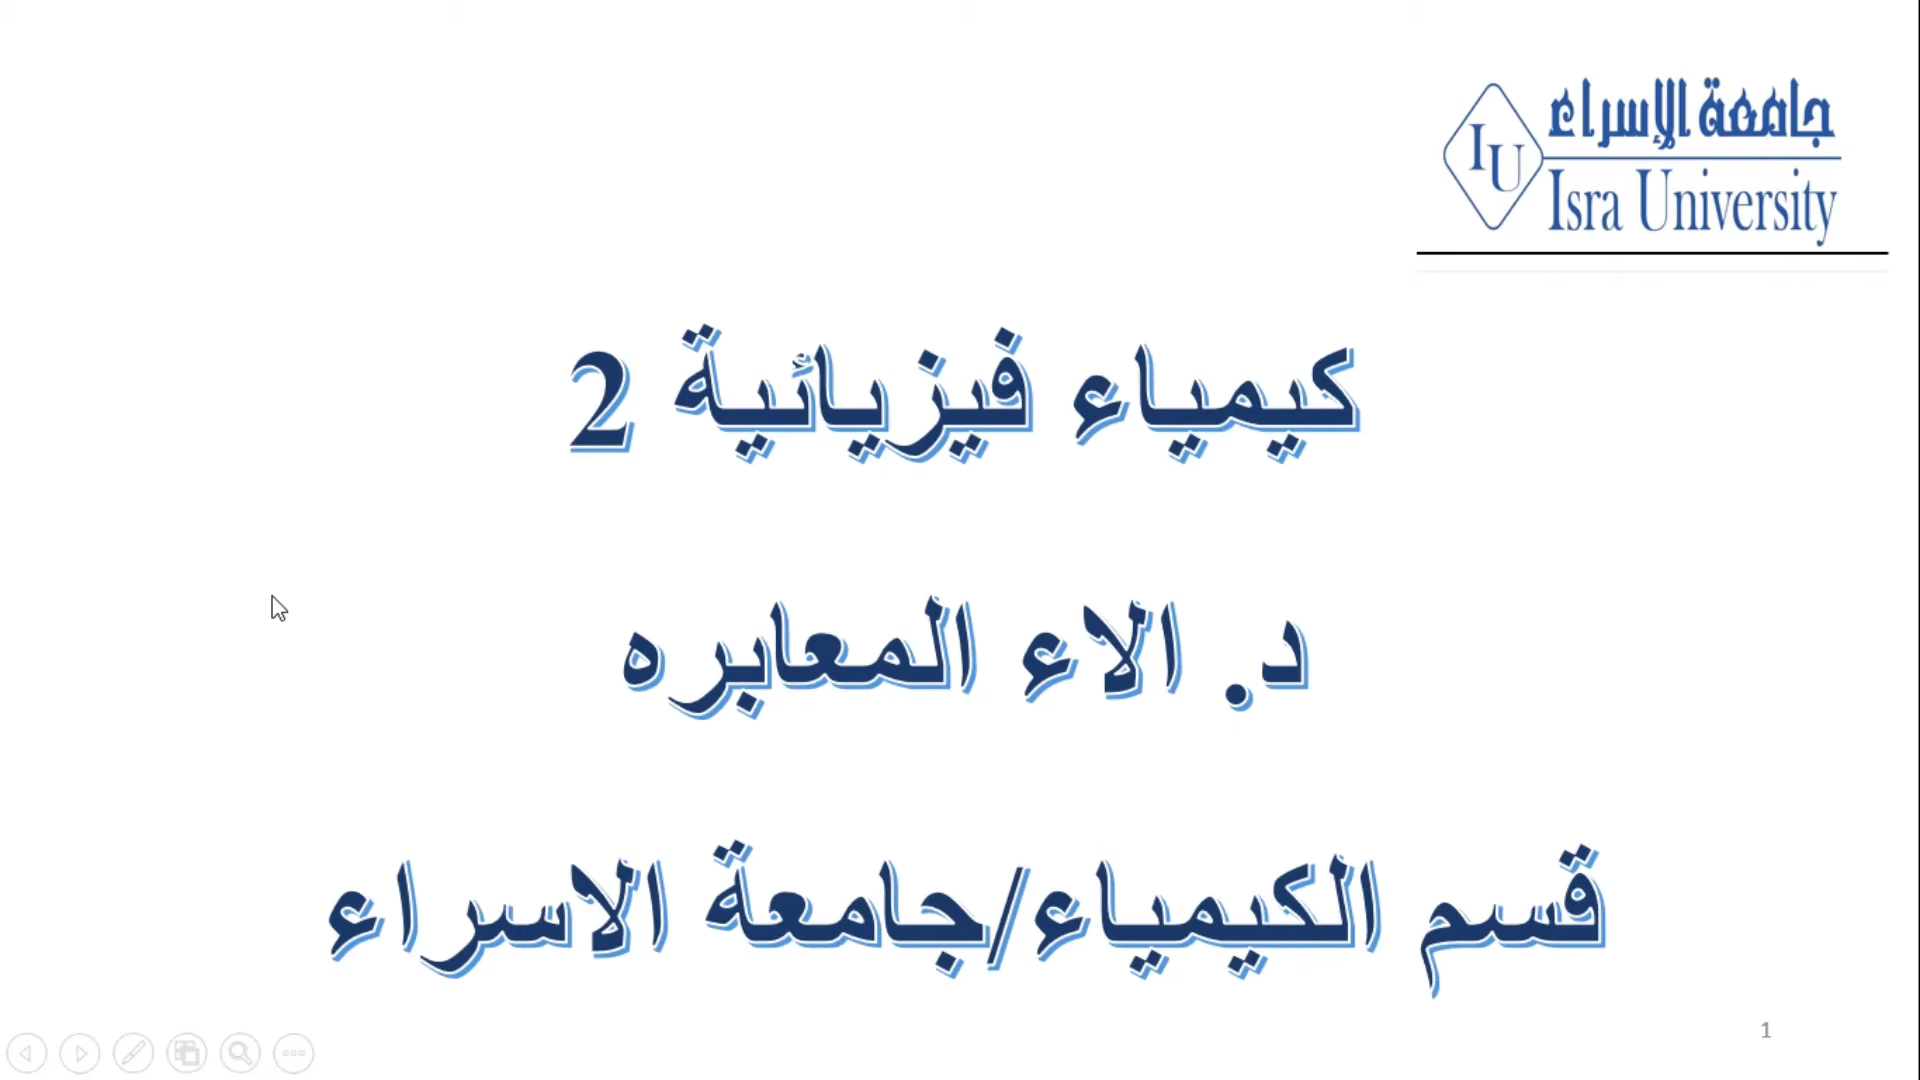 جامعة الإسراء
IU
Isra University
كيمياء فيزيائية 2
د. الاء المعابره
قسم الكيمياء/جامعة الاسراء
1